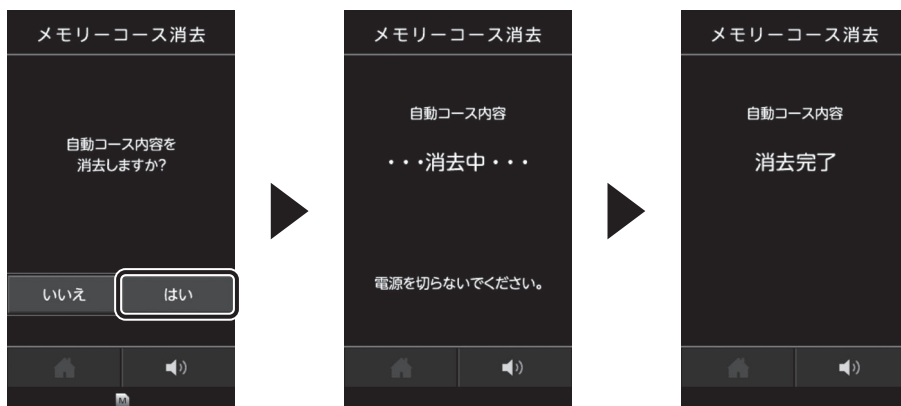 メモリーコース消去
自動コース内容を
消去しますか?
いいえ
はい
M
メモリーコース消去
自動コース内容
・・・消去中・・・
電源を切らないでください。
メモリーコース消去
自動コース内容
消去完了